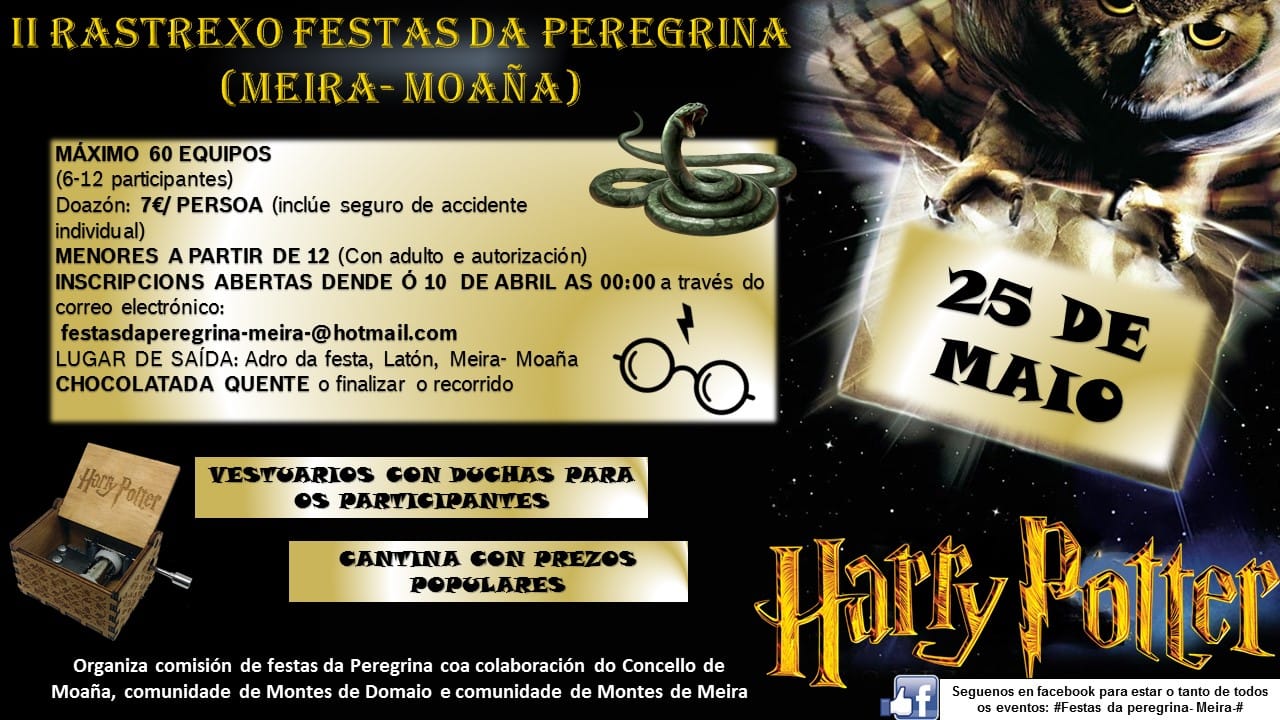 II RASTREXO FESTAS DA PEREGRINA
(MEIRA- MOAÑA)
MÁXIMO 60 EQUIPOS
(6-12 participantes)
Doazón: 7€/ PERSOA (inclúe seguro de accidente
individual)
MENORES A PARTIR DE 12 (Con adulto e autorización)
INSCRIPCIONS ABERTAS DENDE Ó 10 DE ABRIL AS 00:00 a través do
correo electrónico:
festasdaperegrina-meira-@hotmail.com
LUGAR DE SAÍDA: Adro da festa, Latón, Meira- Moaña
CHOCOLATADA QUENTE o finalizar o recorrido
25 DE
MAIO
Harry Potter
VESTUARIOS CON DUCHAS PARA
OS PARTICIPANTES
CANTINA CON PREZOS
POPULARES
Harry Potter
Organiza comisión de festas da Peregrina coa colaboración do Concello de
Moaña, comunidade de Montes de Domaio e comunidade de Montes de Meira
f
Seguenos en facebook para estar o tanto de todos
os eventos: #Festas da peregrina- Meira-#